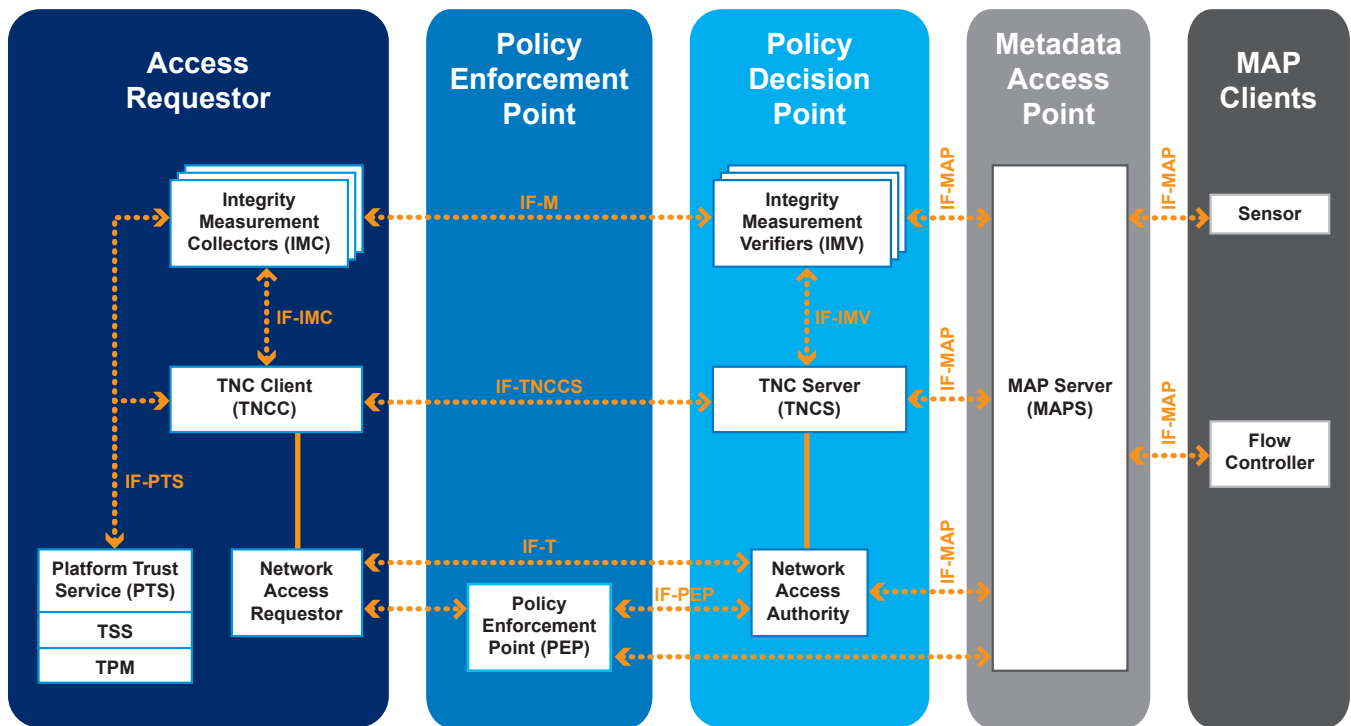 Access
Requestor
Policy
Enforcement
Point
Policy
Decision
Point
Metadata
Access
Point
MAP
Clients
Integrity
Measurement
Collectors (IMC)
IF-M
Integrity
Measurement
Verifiers (IMV)
IF-MAP
IF-MAP
Sensor
IF-IMC
IF-IMV
TNC Client
(TNCC)
IF-TNCCS
TNC Server
(TNCS)
IF-MAP
MAP Server
(MAPS)
IF-MAP
Flow
Controller
IF-PTS
Platform Trust
Service (PTS)
TSS
TPM
Network
Access
Requestor
IF-T
IF-PEP
Policy
Enforcement
Point (PEP)
Network
Access
Authority
IF-MAP